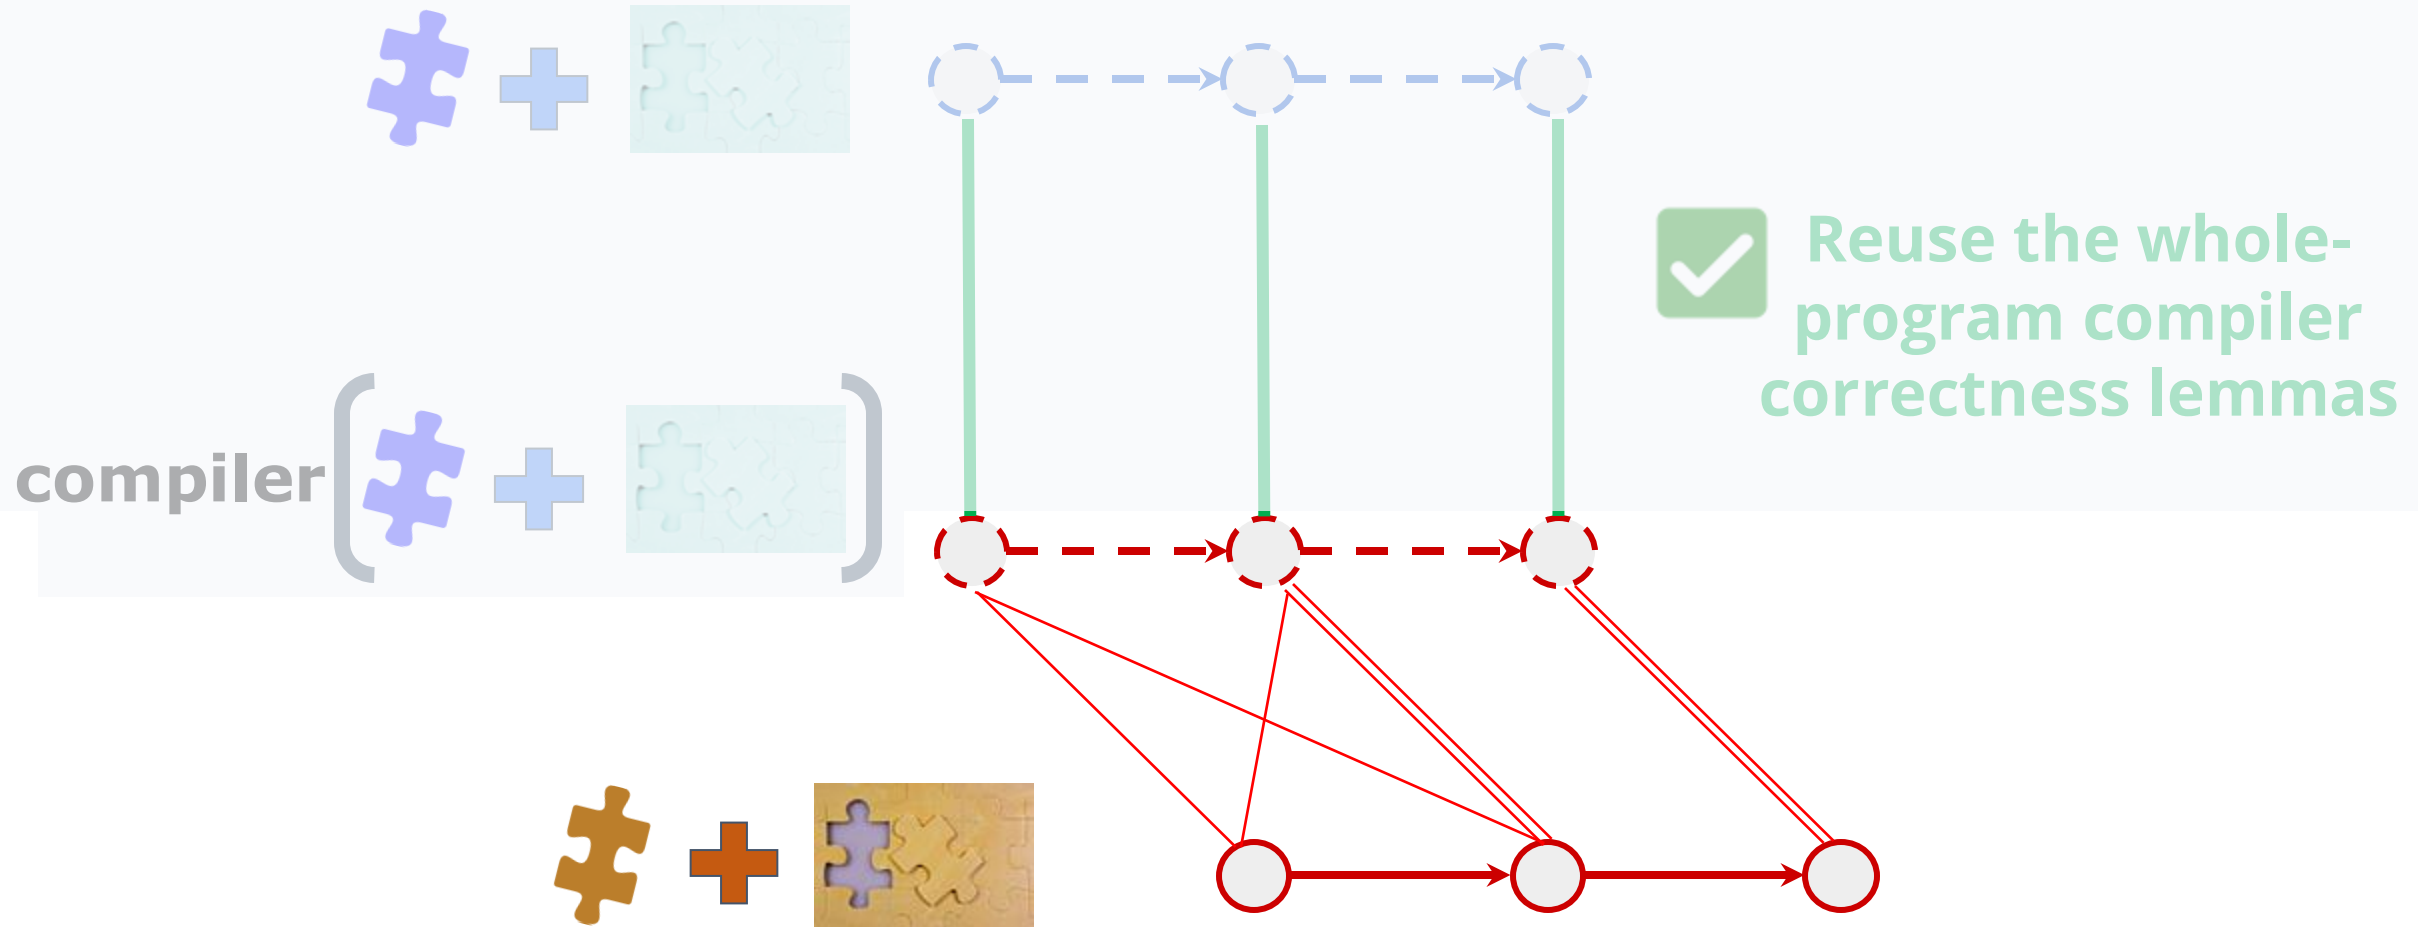 Reuse the whole-
program compiler
correctness lemmas
compiler